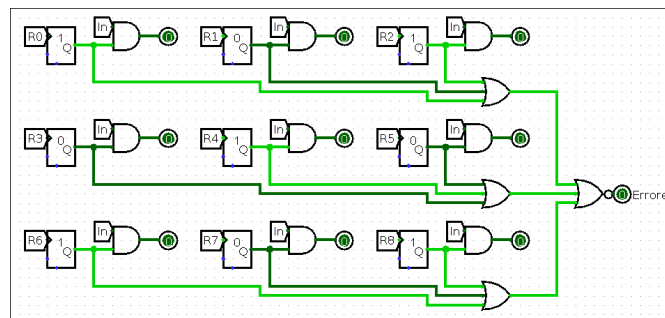 R0 1 Q In 0 R1 0 Q In 0 R2 1 Q In 0
R3 0 Q In 0 R4 1 Q In 0 R5 0 Q In 0
0 Errore
R6 1 Q In 0 R7 0 Q In 0 R8 1 Q In 0